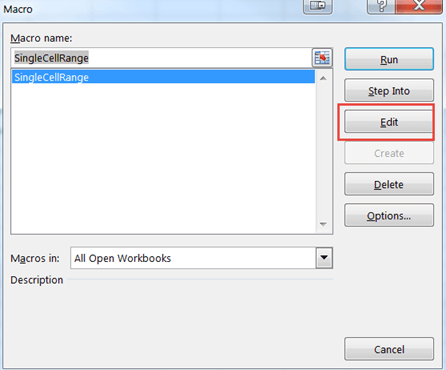 Macro
?
Macro name:
SingleCellRange
SingleCellRange
Run
Step Into
Edit
Create
Delete
Options...
Macros in:
All Open Workbooks
Description
Cancel